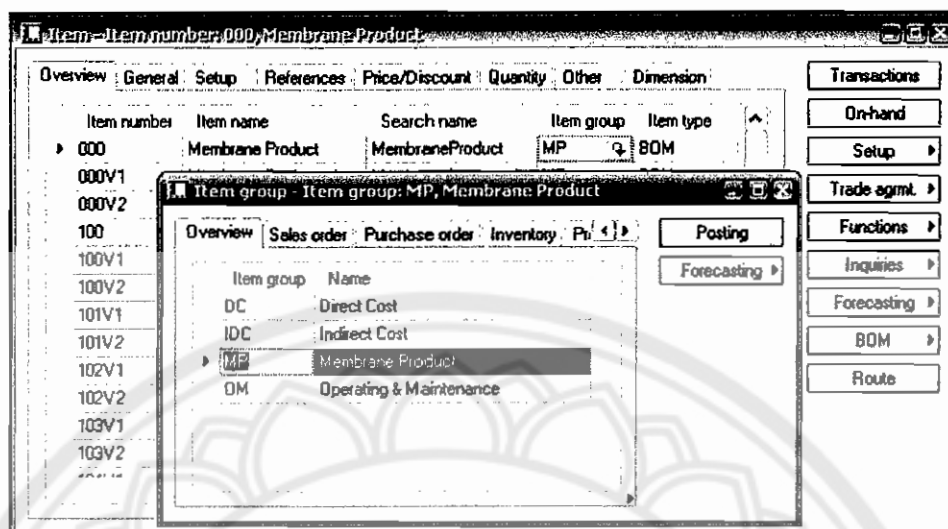 Item - Item number: 000, Membrane Product
Overview General Setup References Price/Discount Quantity Other Dimension
Item number Item name Search name Item group Item type
000 Membrane Product MembraneProduct MP BOM
000V1
000V2
100
100V1
100V2
101V1
101V2
102V1
102V2
103V1
103V2
Item group - Item group: MP, Membrane Product
Overview Sales order Purchase order Inventory
Item group Name
DC Direct Cost
IDC Indirect Cost
MP Membrane Product
OM Operating & Maintenance
Posting
Forecasting
Transactions
On-hand
Setup
Trade agrmt.
Functions
Inquiries
Forecasting
BOM
Route